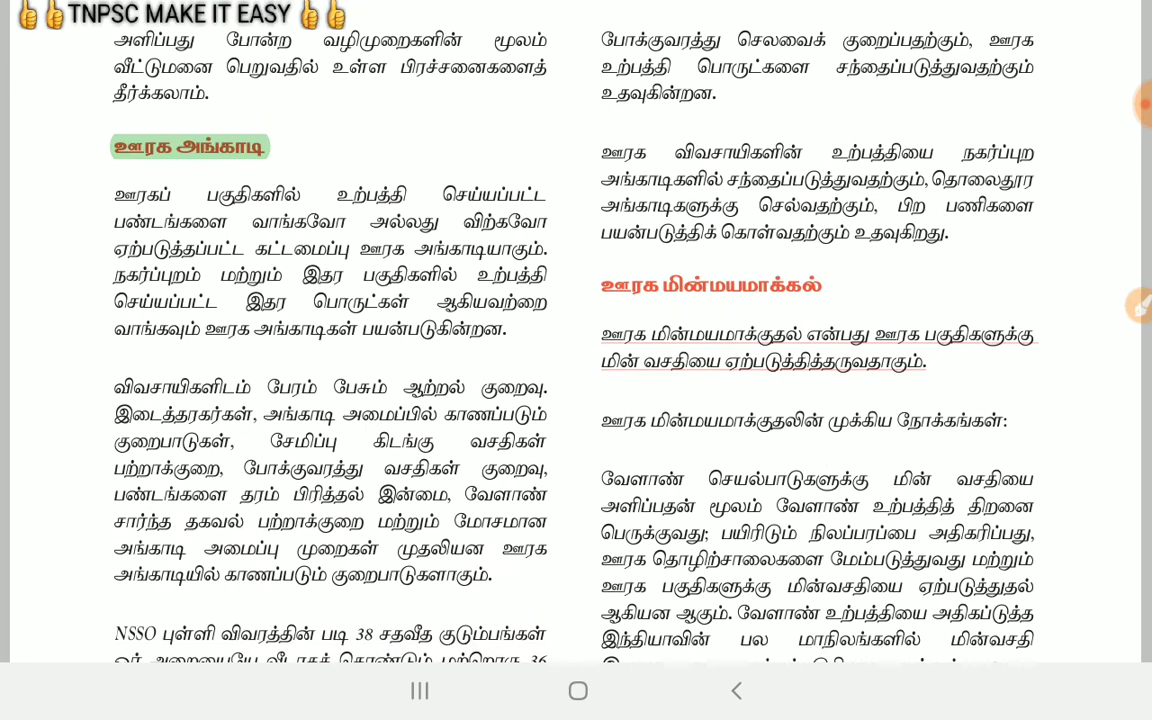 TNPSC MAKE IT EASY
அளிப்பது போன்ற வழிமுறைகளின் மூலம்
வீட்டுமனை பெறுவதில் உள்ள பிரச்சனைகளைத்
தீர்க்கலாம்.
ஊரக அங்காடி
ஊரகப் பகுதிகளில் உற்பத்தி செய்யப்பட்ட
பண்டங்களை வாங்கவோ அல்லது விற்கவோ
ஏற்படுத்தப்பட்ட கட்டமைப்பு ஊரக அங்காடியாகும்.
நகர்ப்புறம் மற்றும் இதர பகுதிகளில் உற்பத்தி
செய்யப்பட்ட இதர பொருட்கள் ஆகியவற்றை
வாங்கவும் ஊரக அங்காடிகள் பயன்படுகின்றன.
விவசாயிகளிடம் பேரம் பேசும் ஆற்றல் குறைவு.
இடைத்தரகர்கள், அங்காடி அமைப்பில் காணப்படும்
குறைபாடுகள், சேமிப்பு கிடங்கு வசதிகள்
பற்றாக்குறை, போக்குவரத்து வசதிகள் குறைவு,
பண்டங்களை தரம் பிரித்தல் இன்மை, வேளாண்
சார்ந்த தகவல் பற்றாக்குறை மற்றும் மோசமான
அங்காடி அமைப்பு முறைகள் முதலியன ஊரக
அங்காடியில் காணப்படும் குறைபாடுகளாகும்.
NSSO புள்ளி விவரத்தின் படி 38 சதவீத குடும்பங்கள்
ஓர் அறையையே வீடாகக் கொண்டும் மற்றொரு 36
போக்குவரத்து செலவைக் குறைப்பதற்கும், ஊரக
உற்பத்தி பொருட்களை சந்தைப்படுத்துவதற்கும்
உதவுகின்றன.
ஊரக விவசாயிகளின் உற்பத்தியை நகர்ப்புற
அங்காடிகளில் சந்தைப்படுத்துவதற்கும், தொலைதூர
அங்காடிகளுக்கு செல்வதற்கும், பிற பணிகளை
பயன்படுத்திக் கொள்வதற்கும் உதவுகிறது.
ஊரக மின்மயமாக்கல்
ஊரக மின்மயமாக்குதல் என்பது ஊரக பகுதிகளுக்கு
மின் வசதியை ஏற்படுத்தித்தருவதாகும்.
ஊரக மின்மயமாக்குதலின் முக்கிய நோக்கங்கள்:
வேளாண் செயல்பாடுகளுக்கு மின் வசதியை
அளிப்பதன் மூலம் வேளாண் உற்பத்தித் திறனை
பெருக்குவது; பயிரிடும் நிலப்பரப்பை அதிகரிப்பது,
ஊரக தொழிற்சாலைகளை மேம்படுத்துவது மற்றும்
ஊரக பகுதிகளுக்கு மின்வசதியை ஏற்படுத்துதல்
ஆகியன ஆகும். வேளாண் உற்பத்தியை அதிகப்டுத்த
இந்தியாவின் பல மாநிலங்களில் மின்வசதி